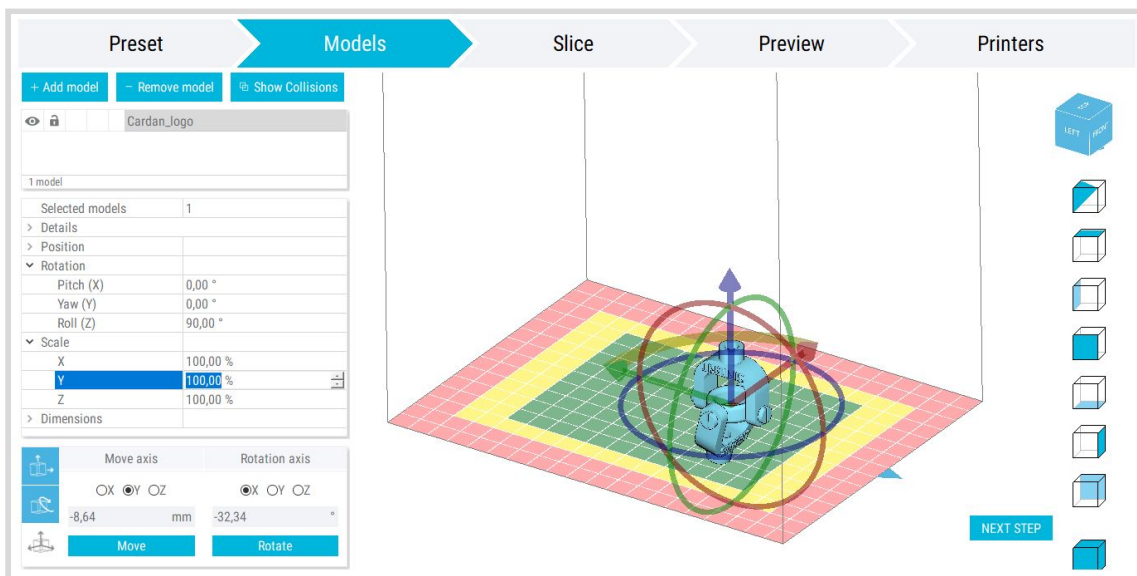 Preset Models Slice Preview Printers
+ Add model − Remove model Show Collisions
Cardan_logo
1 model
Selected models 1
> Details
> Position
Rotation
Pitch (X) 0,00 °
Yaw (Y) 0,00 °
Roll (Z) 90,00 °
Scale
X 100,00 %
Y 100,00 %
Z 100,00 %
> Dimensions
Move axis Rotation axis
X Y Z X Y Z
-8,64 mm -32,34 °
Move Rotate
TOP
LEFT FRONT
NEXT STEP